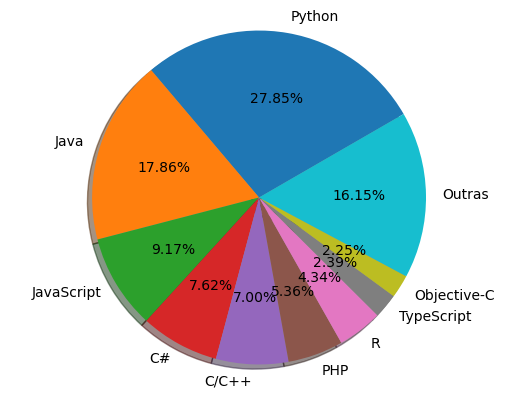 Python
27.85%
Java
17.86%
JavaScript
9.17%
C#
7.62%
C/C++
7.00%
PHP
5.36%
R
4.34%
TypeScript
2.39%
Objective-C
2.25%
Outras
16.15%